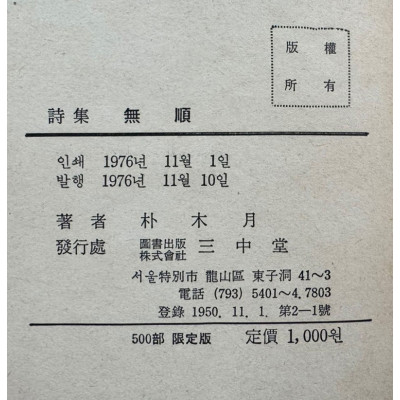 版 權
所 有
詩集 無 順
인쇄 1976년 11월 1일
발행 1976년 11월 10일
著 者 朴 木 月
發行處 圖書出版 株式會社 三 中 堂
서울特別市 龍山區 東子洞 41~3
電話 (793) 5401~4.7803
登錄 1950. 11. 1. 第2—1號
500部 限定版 定價 1,000원